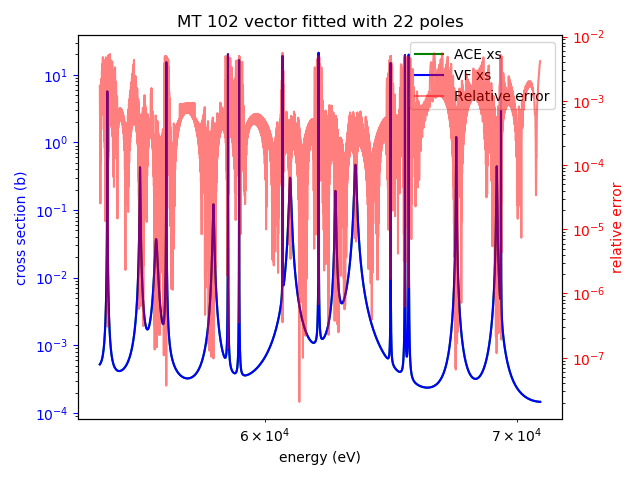 MT 102 vector fitted with 22 poles
ACE xs
VF xs
Relative error
10¹
10⁰
10⁻¹
10⁻²
10⁻³
10⁻⁴
cross section (b)
10⁻²
10⁻³
10⁻⁴
10⁻⁵
10⁻⁶
10⁻⁷
relative error
6 × 10⁴
7 × 10⁴
energy (eV)